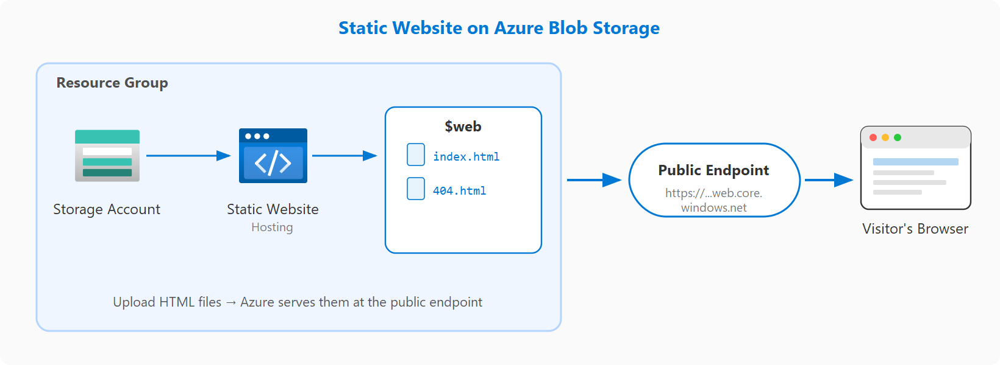 Static Website on Azure Blob Storage
Resource Group
$web
index.html
404.html
Storage Account
Static Website
Hosting
Upload HTML files → Azure serves them at the public endpoint
Public Endpoint
https://...web.core.
windows.net
Visitor's Browser